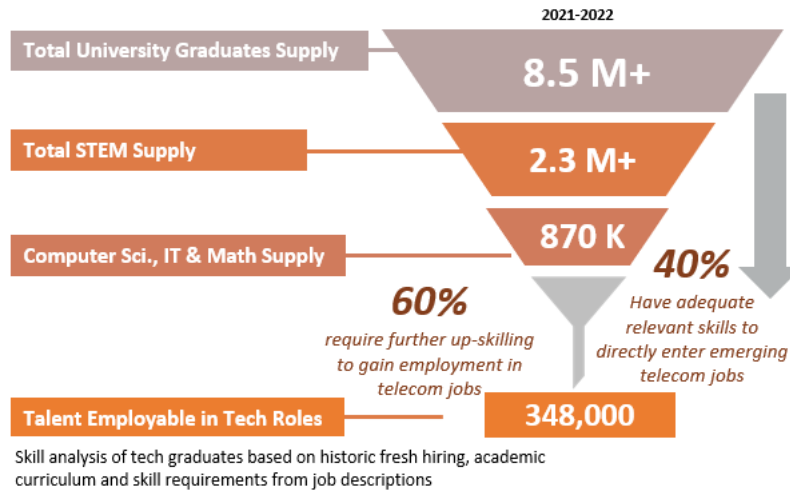 2021-2022
Total University Graduates Supply
8.5 M+
Total STEM Supply
2.3 M+
Computer Sci., IT & Math Supply
870 K
40%
Have adequate
relevant skills to
directly enter emerging
telecom jobs
60%
require further up-skilling
to gain employment in
telecom jobs
Talent Employable in Tech Roles
348,000
Skill analysis of tech graduates based on historic fresh hiring, academic
curriculum and skill requirements from job descriptions